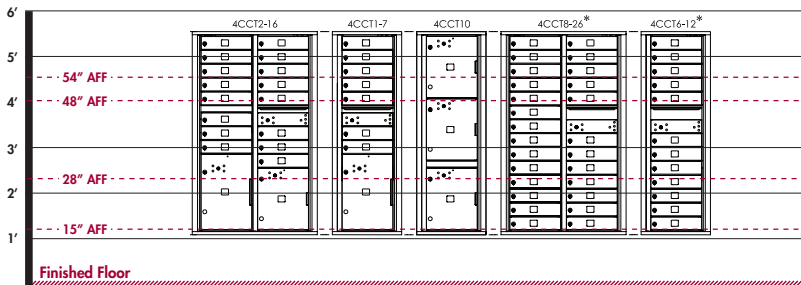 6′
4CCT2-16 4CCT1-7 4CCT10 4CCT8-26* 4CCT6-12*
5′
54″ AFF
4′
48″ AFF
3′
28″ AFF
2′
15″ AFF
1′
Finished Floor